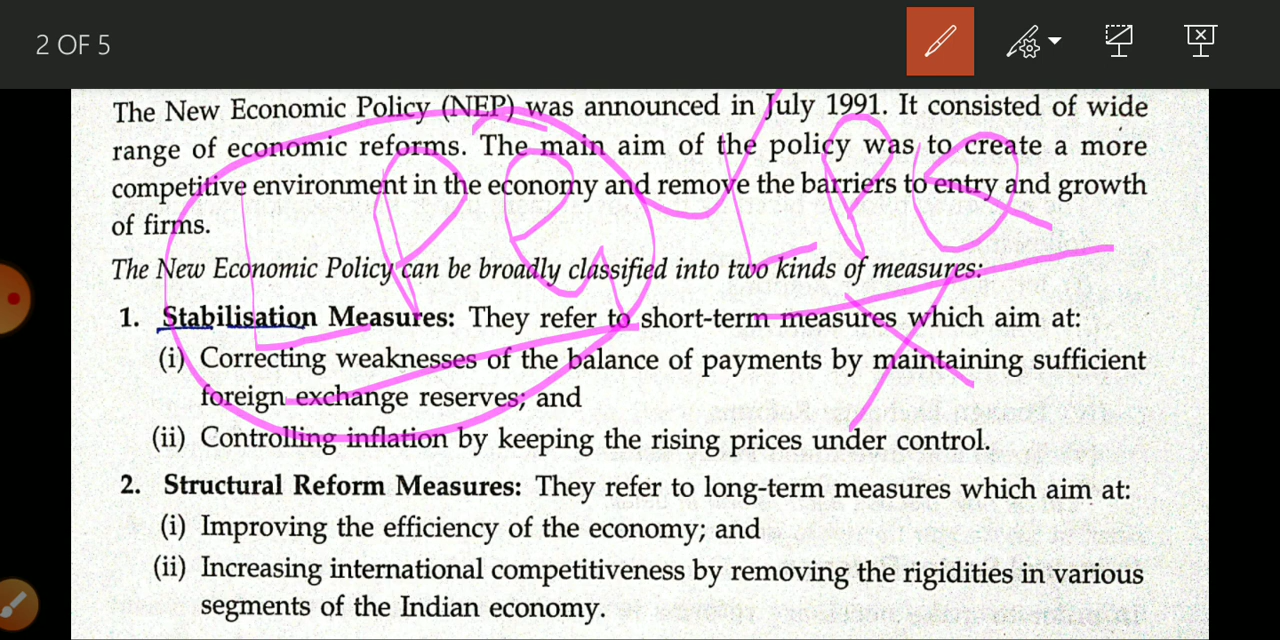 2 OF 5
The New Economic Policy (NEP) was announced in July 1991. It consisted of wide
range of economic reforms. The main aim of the policy was to create a more
competitive environment in the economy and remove the barriers to entry and growth
of firms.
The New Economic Policy can be broadly classified into two kinds of measures:
1. Stabilisation Measures: They refer to short-term measures which aim at:
(i) Correcting weaknesses of the balance of payments by maintaining sufficient
foreign exchange reserves; and
(ii) Controlling inflation by keeping the rising prices under control.
2. Structural Reform Measures: They refer to long-term measures which aim at:
(i) Improving the efficiency of the economy; and
(ii) Increasing international competitiveness by removing the rigidities in various
segments of the Indian economy.